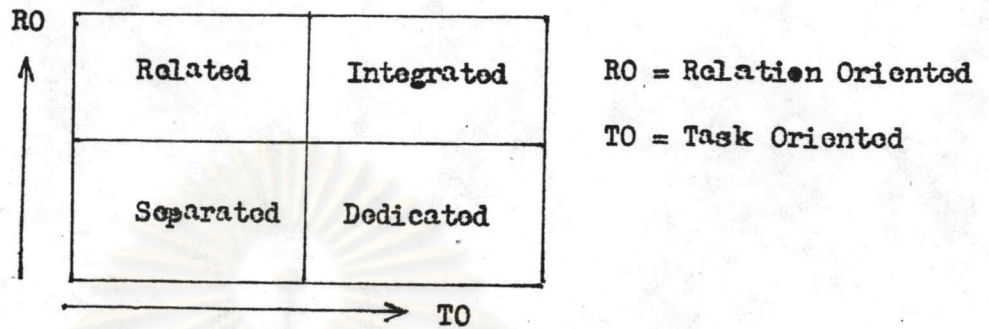 RO
Related Integrated RO = Relation Oriented
TO = Task Oriented
Separated Dedicated
TO